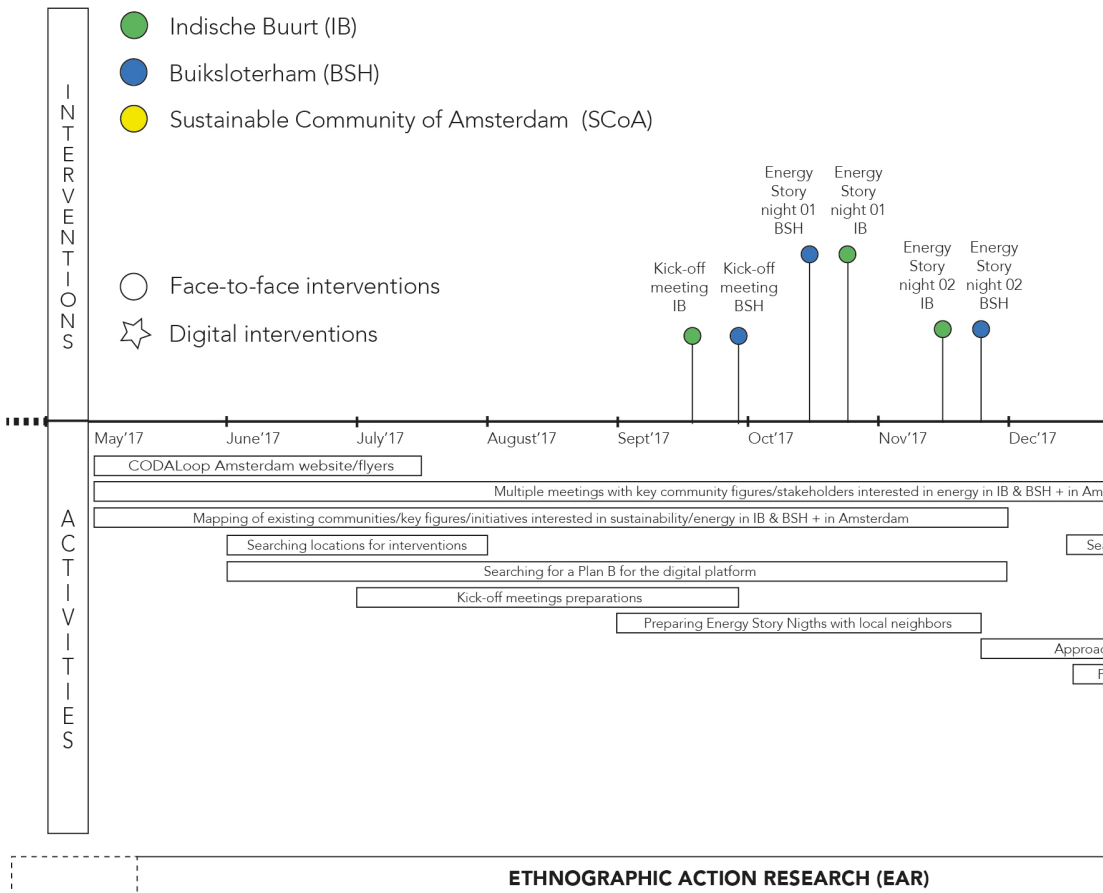 INTERVENTIONS
Indische Buurt (IB)
Buiksloterham (BSH)
Sustainable Community of Amsterdam (SCoA)
Face-to-face interventions
Digital interventions
Kick-off
meeting
IB
Kick-off
meeting
BSH
Energy
Story
night 01
BSH
Energy
Story
night 01
IB
Energy
Story
night 02
IB
Energy
Story
night 02
BSH
May'17
June'17
July'17
August'17
Sept'17
Oct'17
Nov'17
Dec'17
ACTIVITIES
CODALoop Amsterdam website/flyers
Multiple meetings with key community figures/stakeholders interested in energy in IB & BSH + in Am
Mapping of existing communities/key figures/initiatives interested in sustainability/energy in IB & BSH + in Amsterdam
Searching locations for interventions
Sea
Searching for a Plan B for the digital platform
Kick-off meetings preparations
Preparing Energy Story Nigths with local neighbors
Approac
ETHNOGRAPHIC ACTION RESEARCH (EAR)